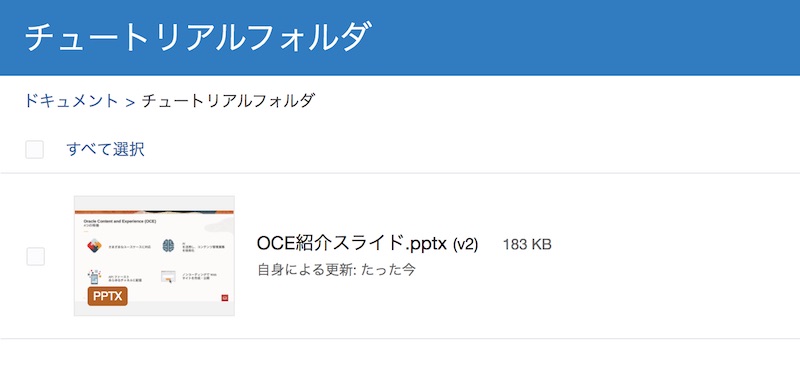 チュートリアルフォルダ
ドキュメント > チュートリアルフォルダ
すべて選択
Oracle Content and Experience (OCE)
PPTX
OCE紹介スライド.pptx (v2) 183 KB
自身による更新: たった今